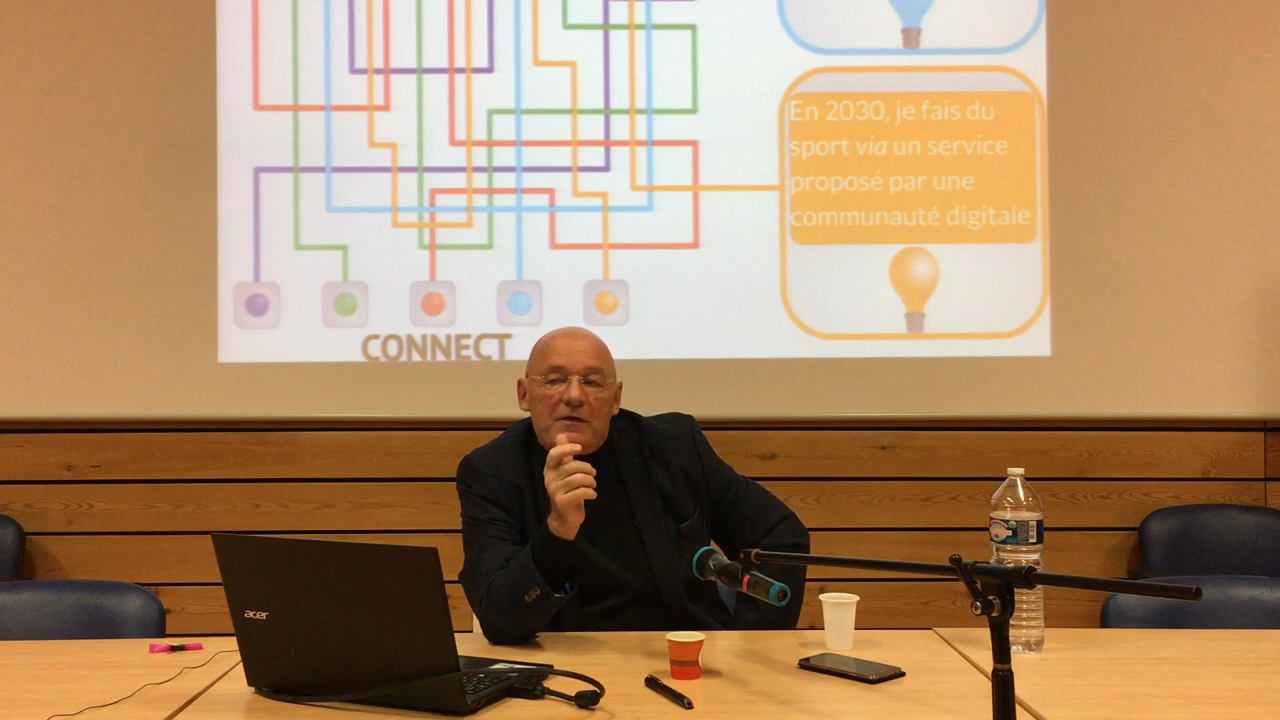 En 2030, je fais du
sport via un service
proposé par une
communauté digitale
CONNECT
acer